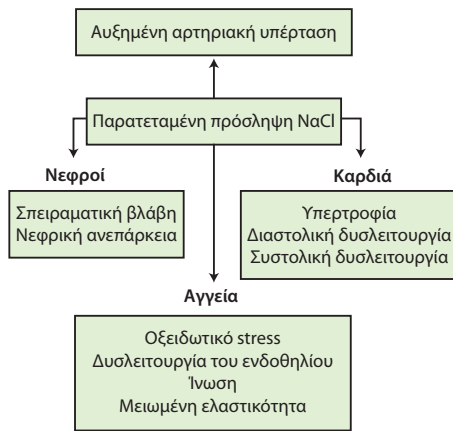 Αυξημένη αρτηριακή υπέρταση
Παρατεταμένη πρόσληψη NaCl
Νεφροί
Σπειραματική βλάβη
Νεφρική ανεπάρκεια
Καρδιά
Υπερτροφία
Διαστολική δυσλειτουργία
Συστολική δυσλειτουργία
Αγγεία
Οξειδωτικό stress
Δυσλειτουργία του ενδοθηλίου
Ίνωση
Μειωμένη ελαστικότητα